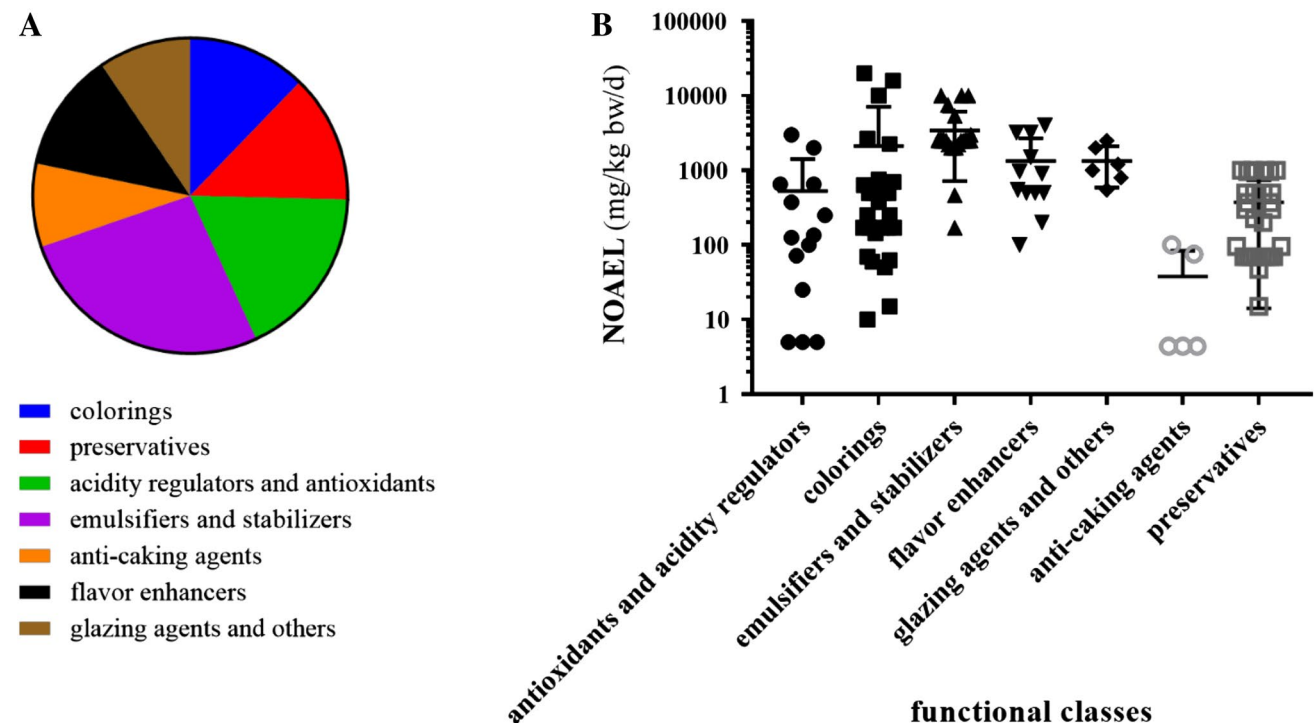 A
colorings
preservatives
acidity regulators and antioxidants
emulsifiers and stabilizers
anti-caking agents
flavor enhancers
glazing agents and others
B
NOAEL (mg/kg bw/d)
100000
10000
1000
100
10
1
antioxidants and acidity regulators
colorings
emulsifiers and stabilizers
flavor enhancers
glazing agents and others
anti-caking agents
preservatives
functional classes